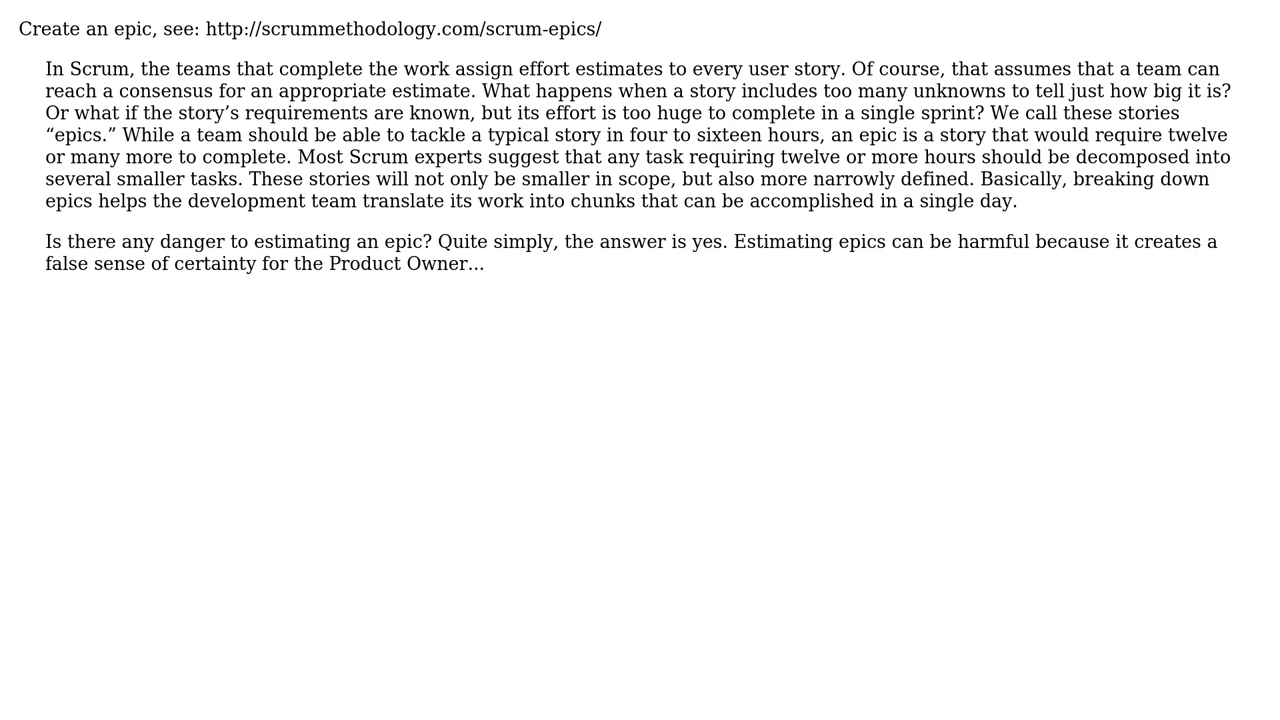 Create an epic, see: http://scrummethodology.com/scrum-epics/
In Scrum, the teams that complete the work assign effort estimates to every user story. Of course, that assumes that a team can
reach a consensus for an appropriate estimate. What happens when a story includes too many unknowns to tell just how big it is?
Or what if the story’s requirements are known, but its effort is too huge to complete in a single sprint? We call these stories
“epics.” While a team should be able to tackle a typical story in four to sixteen hours, an epic is a story that would require twelve
or many more to complete. Most Scrum experts suggest that any task requiring twelve or more hours should be decomposed into
several smaller tasks. These stories will not only be smaller in scope, but also more narrowly defined. Basically, breaking down
epics helps the development team translate its work into chunks that can be accomplished in a single day.
Is there any danger to estimating an epic? Quite simply, the answer is yes. Estimating epics can be harmful because it creates a
false sense of certainty for the Product Owner...